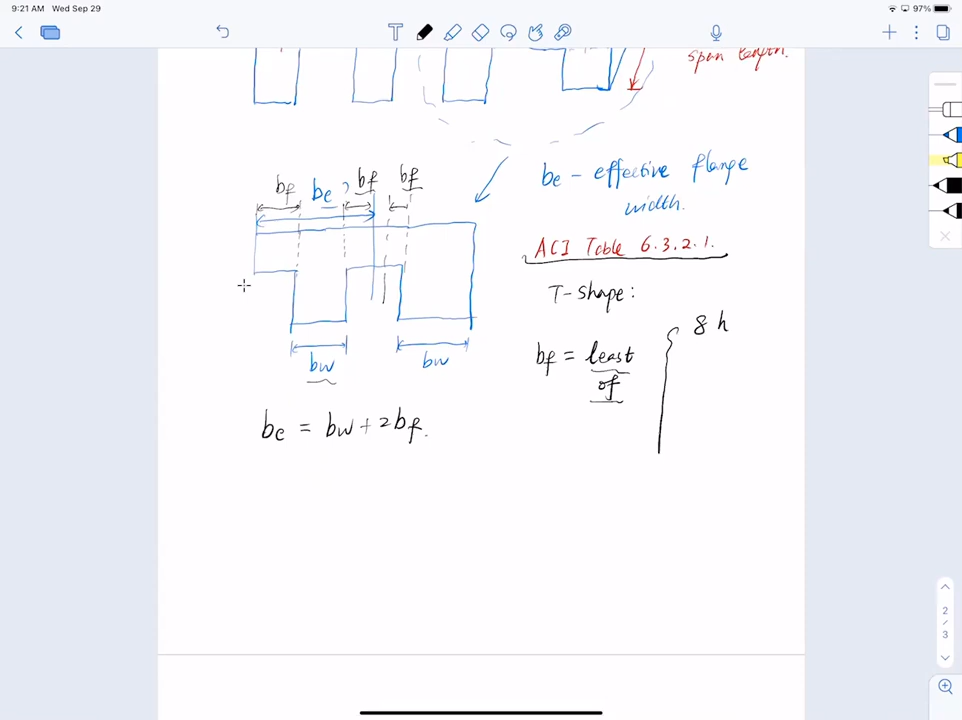 9:21 AM Wed Sep 29
97%
span length.
bf
be ?
bf
bf
be - effective flange
width.
ACI Table 6.3.2.1.
T-shape:
8 h
bf = least
of
bw
bw
be = bw + 2bf.
2
/
3